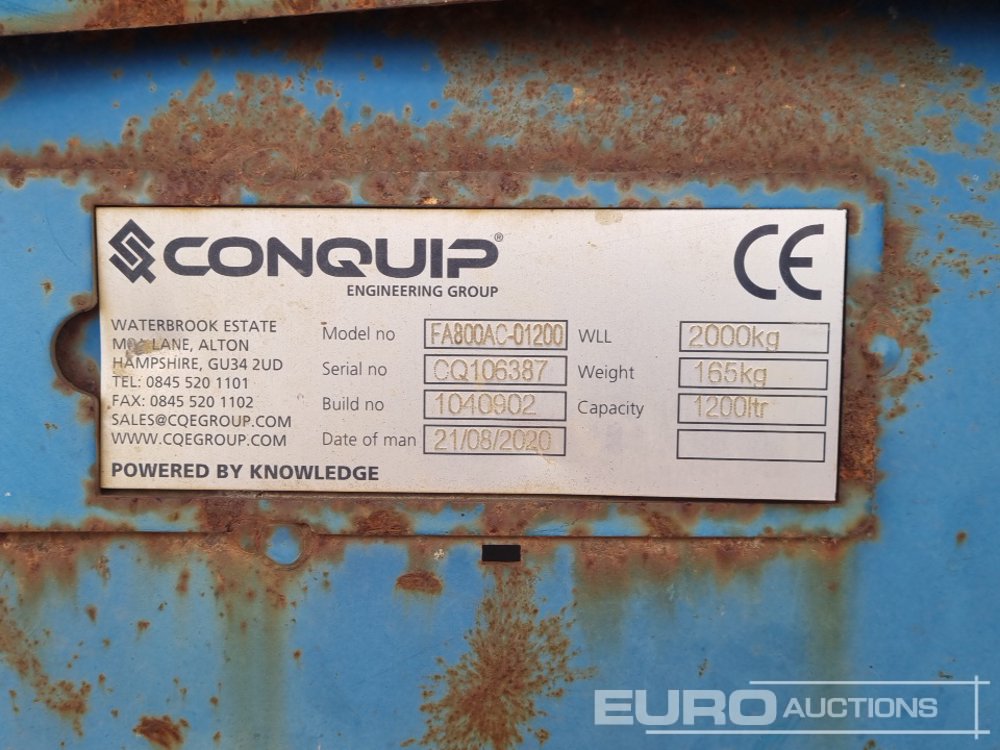 CONQUIP®
ENGINEERING GROUP
CE
WATERBROOK ESTATE
LANE, ALTON
HAMPSHIRE, GU34 2UD
TEL: 0845 520 1101
FAX: 0845 520 1102
SALES@CQEGROUP.COM
WWW.CQEGROUP.COM
POWERED BY KNOWLEDGE
Model no FA800AC-01200
Serial no CQ106387
Build no 1040902
Date of man 21/08/2020
WLL 2000kg
Weight 165kg
Capacity 1200ltr
EURO AUCTIONS